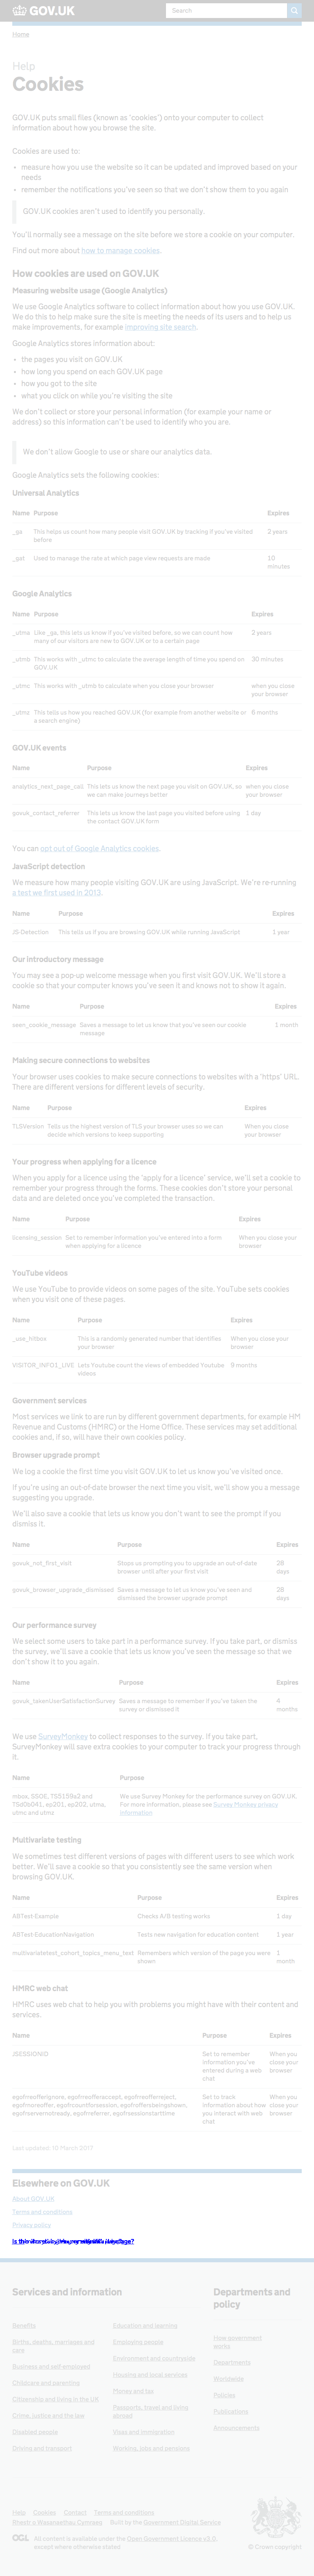 GOV.UK
Search
Home
Help
Cookies
GOV.UK puts small files (known as 'cookies') onto your computer to collect
information about how you browse the site.
Cookies are used to:
• measure how you use the website so it can be updated and improved based on your
needs
• remember the notifications you've seen so that we don't show them to you again
GOV.UK cookies aren't used to identify you personally.
You'll normally see a message on the site before we store a cookie on your computer.
Find out more about how to manage cookies.
How cookies are used on GOV.UK
Measuring website usage (Google Analytics)
We use Google Analytics software to collect information about how you use GOV.UK.
We do this to help make sure the site is meeting the needs of its users and to help us
make improvements, for example improving site search.
Google Analytics stores information about:
• the pages you visit on GOV.UK
• how long you spend on each GOV.UK page
• how you got to the site
• what you click on while you're visiting the site
We don't collect or store your personal information (for example your name or
address) so this information can't be used to identify who you are.
We don't allow Google to use or share our analytics data.
Google Analytics sets the following cookies:
Universal Analytics
Name Purpose Expires
_ga This helps us count how many people visit GOV.UK by tracking if you've visited 2 years
before
_gat Used to manage the rate at which page view requests are made 10
minutes
Google Analytics
Name Purpose Expires
_utma Like _ga, this lets us know if you've visited before, so we can count how 2 years
many of our visitors are new to GOV.UK or to a certain page
_utmb This works with _utmc to calculate the average length of time you spend on 30 minutes
GOV.UK
_utmc This works with _utmb to calculate when you close your browser when you close
your browser
_utmz This tells us how you reached GOV.UK (for example from another website or 6 months
a search engine)
GOV.UK events
Name Purpose Expires
analytics_next_page_call This lets us know the next page you visit on GOV.UK, so when you close
we can make journeys better your browser
govuk_contact_referrer This lets us know the last page you visited before using 1 day
the contact GOV.UK form
You can opt out of Google Analytics cookies.
JavaScript detection
We measure how many people visiting GOV.UK are using JavaScript. We're re-running
a test we first used in 2013.
Name Purpose Expires
JS-Detection This tells us if you are browsing GOV.UK while running JavaScript 1 year
Our introductory message
You may see a pop-up welcome message when you first visit GOV.UK. We'll store a
cookie so that your computer knows you've seen it and knows not to show it again.
Name Purpose Expires
seen_cookie_message Saves a message to let us know that you've seen our cookie 1 month
message
Making secure connections to websites
Your browser uses cookies to make secure connections to websites with a 'https' URL.
There are different versions for different levels of security.
Name Purpose Expires
TLSVersion Tells us the highest version of TLS your browser uses so we can When you close
decide which versions to keep supporting your browser
Your progress when applying for a licence
When you apply for a licence using the 'apply for a licence' service, we'll set a cookie to
remember your progress through the forms. These cookies don't store your personal
data and are deleted once you've completed the transaction.
Name Purpose Expires
licensing_session Set to remember information you've entered into a form When you close your
when applying for a licence browser
YouTube videos
We use YouTube to provide videos on some pages of the site. YouTube sets cookies
when you visit one of these pages.
Name Purpose Expires
_use_hitbox This is a randomly generated number that identifies When you close your
your browser browser
VISITOR_INFO1_LIVE Lets Youtube count the views of embedded Youtube 9 months
videos
Government services
Most services we link to are run by different government departments, for example HM
Revenue and Customs (HMRC) or the Home Office. These services may set additional
cookies and, if so, will have their own cookies policy.
Browser upgrade prompt
We log a cookie the first time you visit GOV.UK to let us know you've visited once.
If you're using an out-of-date browser the next time you visit, we'll show you a message
suggesting you upgrade.
We'll also save a cookie that lets us know you don't want to see the prompt if you
dismiss it.
Name Purpose Expires
govuk_not_first_visit Stops us prompting you to upgrade an out-of-date 28
browser until after your first visit days
govuk_browser_upgrade_dismissed Saves a message to let us know you've seen and 28
dismissed the browser upgrade prompt days
Our performance survey
We select some users to take part in a performance survey. If you take part, or dismiss
the survey, we'll save a cookie that lets us know you've seen the message so that we
don't show it to you again.
Name Purpose Expires
govuk_takenUserSatisfactionSurvey Saves a message to remember if you've taken the 4
survey or dismissed it months
We use SurveyMonkey to collect responses to the survey. If you take part,
SurveyMonkey will save extra cookies to your computer to track your progress through
it.
Name Purpose
mbox, SSOE, TS5159a2 and We use Survey Monkey for the performance survey on GOV.UK.
TSd0b041, ep201, ep202, utma, For more information, please see Survey Monkey privacy
utmc and utmz information
Multivariate testing
We sometimes test different versions of pages with different users to see which work
better. We'll save a cookie so that you consistently see the same version when
browsing GOV.UK.
Name Purpose Expires
ABTest-Example Checks A/B testing works 1 day
ABTest-EducationNavigation Tests new navigation for education content 1 year
multivariatetest_cohort_topics_menu_text Remembers which version of the page you were 1
shown month
HMRC web chat
HMRC uses web chat to help you with problems you might have with their content and
services.
Name Purpose Expires
JSESSIONID Set to remember When you
information you've close your
entered during a web browser
chat
egofrreofferignore, egofrreofferaccept, egofrreofferreject, Set to track When you
egofrnoreoffer, egofrcountforsession, egofroffersbeingshown, information about how close your
egofrservernotready, egofrreferrer, egofrsessionstarttime you interact with web browser
chat
Last updated: 10 March 2017
Elsewhere on GOV.UK
About GOV.UK
Terms and conditions
Privacy policy
Services and information
Departments and
policy
Benefits
Births, deaths, marriages and
care
Business and self-employed
Childcare and parenting
Citizenship and living in the UK
Crime, justice and the law
Disabled people
Driving and transport
Education and learning
Employing people
Environment and countryside
Housing and local services
Money and tax
Passports, travel and living
abroad
Visas and immigration
Working, jobs and pensions
How government
works
Departments
Worldwide
Policies
Publications
Announcements
Help Cookies Contact Terms and conditions
Rhestr o Wasanaethau Cymraeg Built by the Government Digital Service
OGL All content is available under the Open Government Licence v3.0,
except where otherwise stated
© Crown copyright